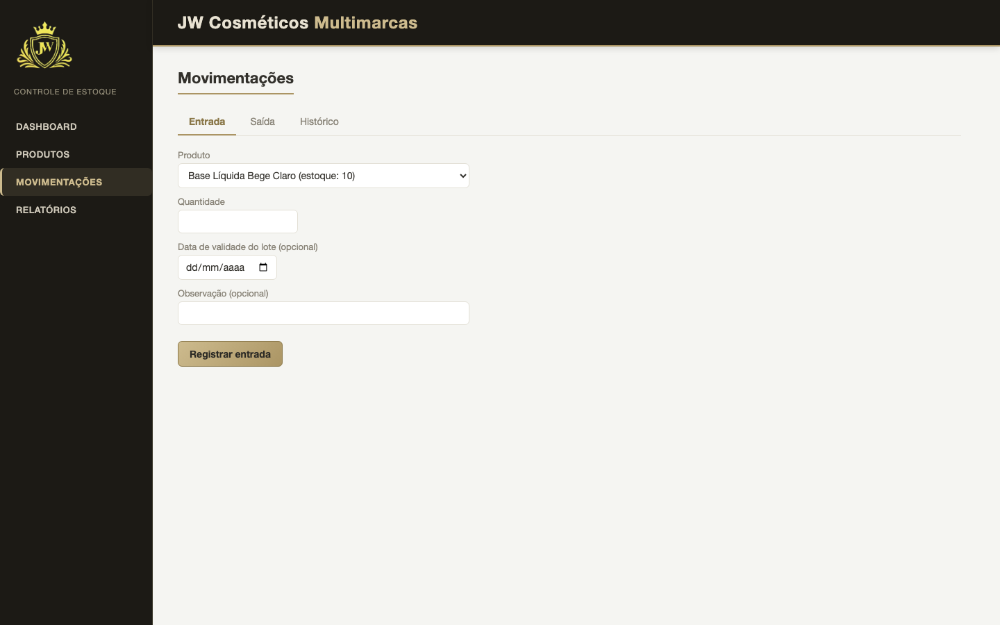 JW
CONTROLE DE ESTOQUE
DASHBOARD
PRODUTOS
MOVIMENTAÇÕES
RELATÓRIOS
JW Cosméticos Multimarcas
Movimentações
Entrada
Saída
Histórico
Produto
Base Líquida Bege Claro (estoque: 10)
Quantidade
Data de validade do lote (opcional)
dd/mm/aaaa
Observação (opcional)
Registrar entrada